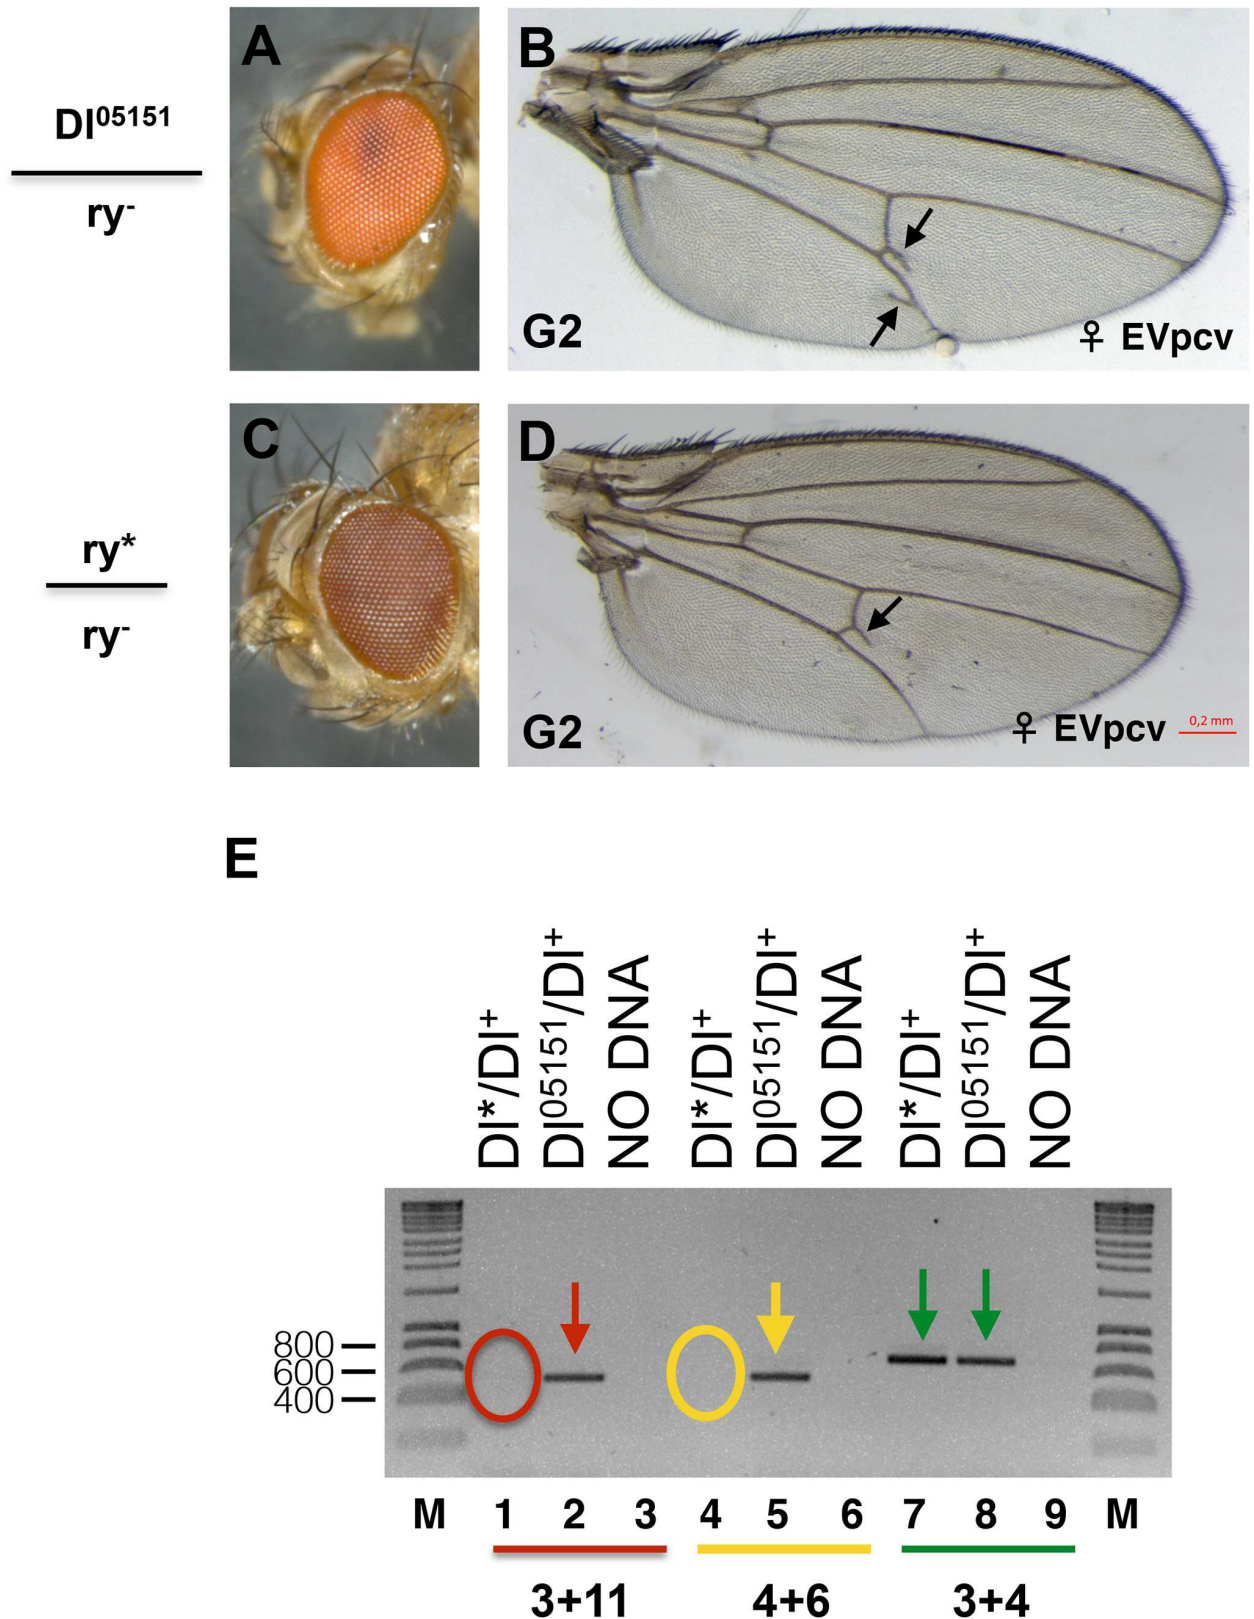 A
B
Dl⁰⁵¹⁵¹
ry⁻
G2
♀ EVpcv
C
D
ry*
ry⁻
G2
♀ EVpcv
0,2 mm
E
Dl*/Dl⁺
Dl⁰⁵¹⁵¹/Dl⁺
NO DNA
Dl*/Dl⁺
Dl⁰⁵¹⁵¹/Dl⁺
NO DNA
Dl*/Dl⁺
Dl⁰⁵¹⁵¹/Dl⁺
NO DNA
800
600
400
M 1 2 3 4 5 6 7 8 9 M
3+11 4+6 3+4